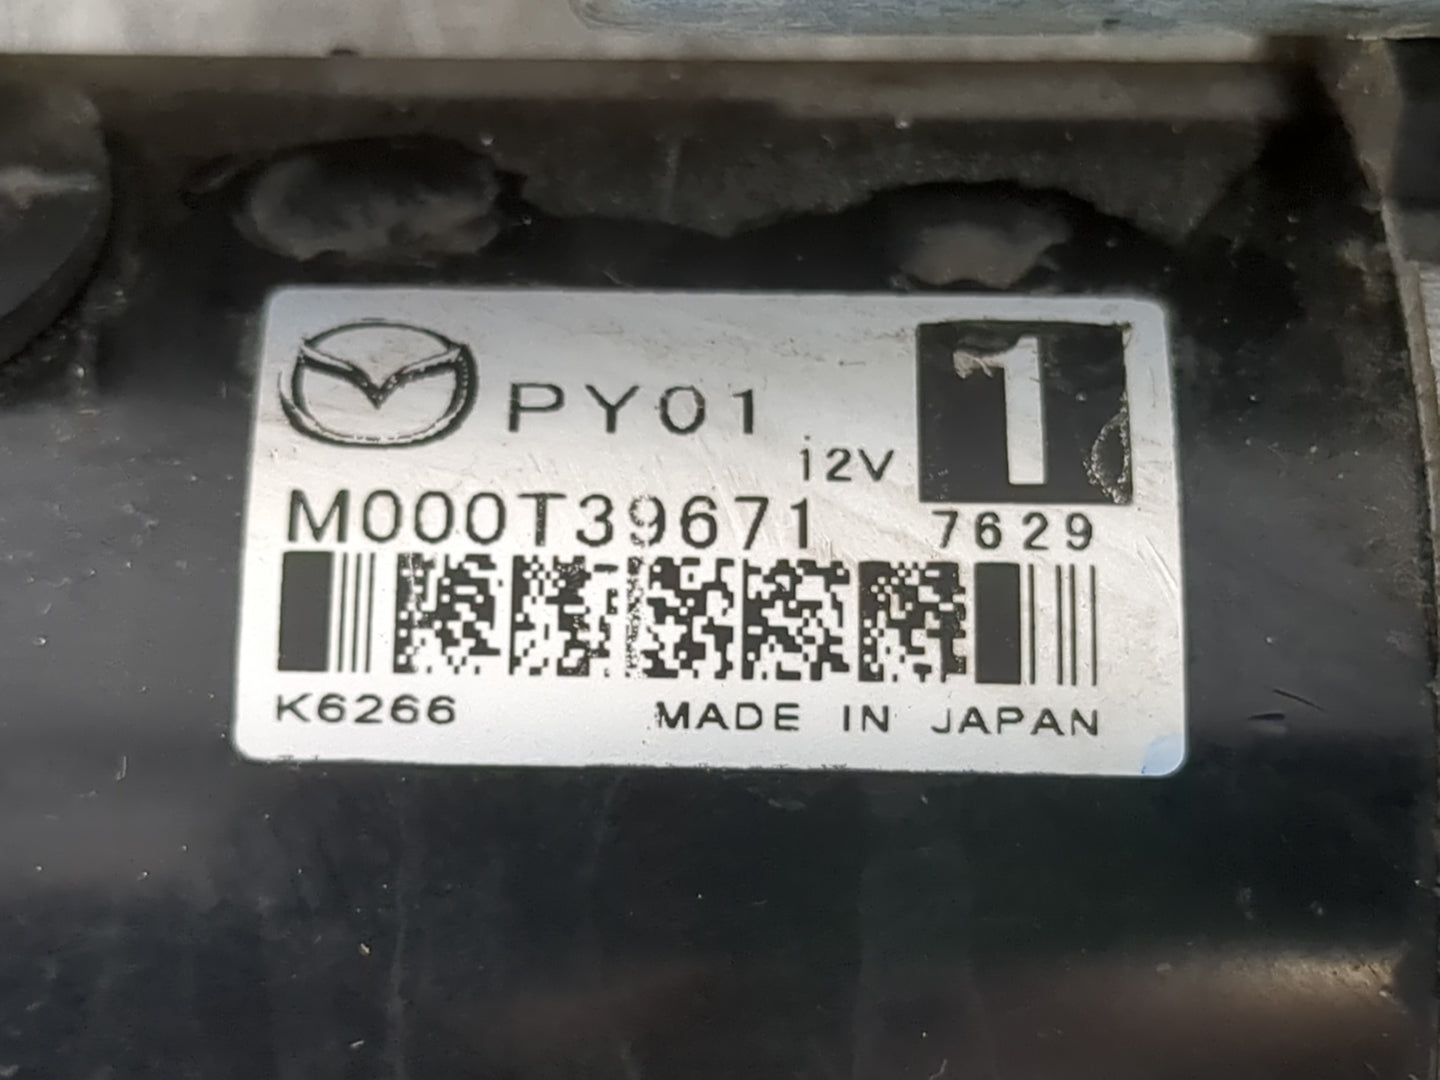 PY01
12V
1
M000T39671
7629
K6266
MADE IN JAPAN